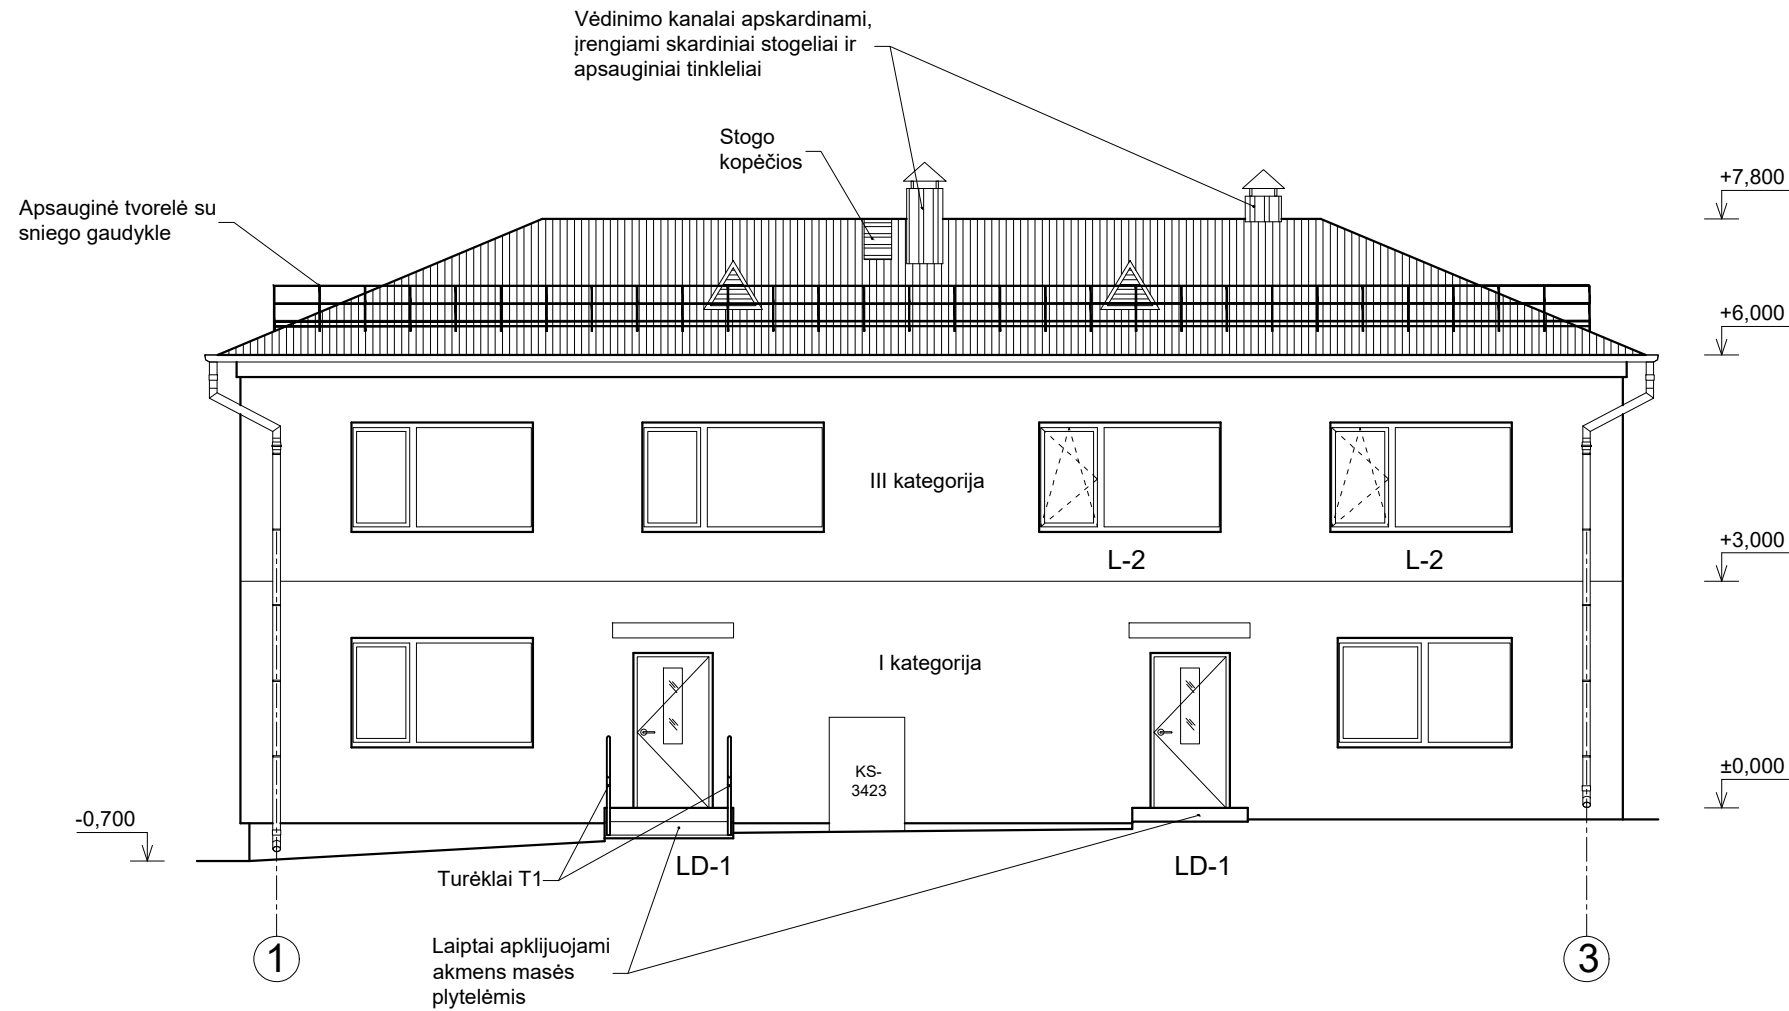 Vėdinimo kanalai apskardinami,
įrengiami skardiniai stogeliai ir
apsauginiai tinkleliai
Stogo
kopėčios
Apsauginė tvorelė su
sniego gaudykle
+7,800
+6,000
III kategorija
L-2
L-2
+3,000
I kategorija
KS-
3423
±0,000
-0,700
LD-1
LD-1
Turėklai T1
Laiptai apklijuojami
akmens masės
plytelėmis
1
3